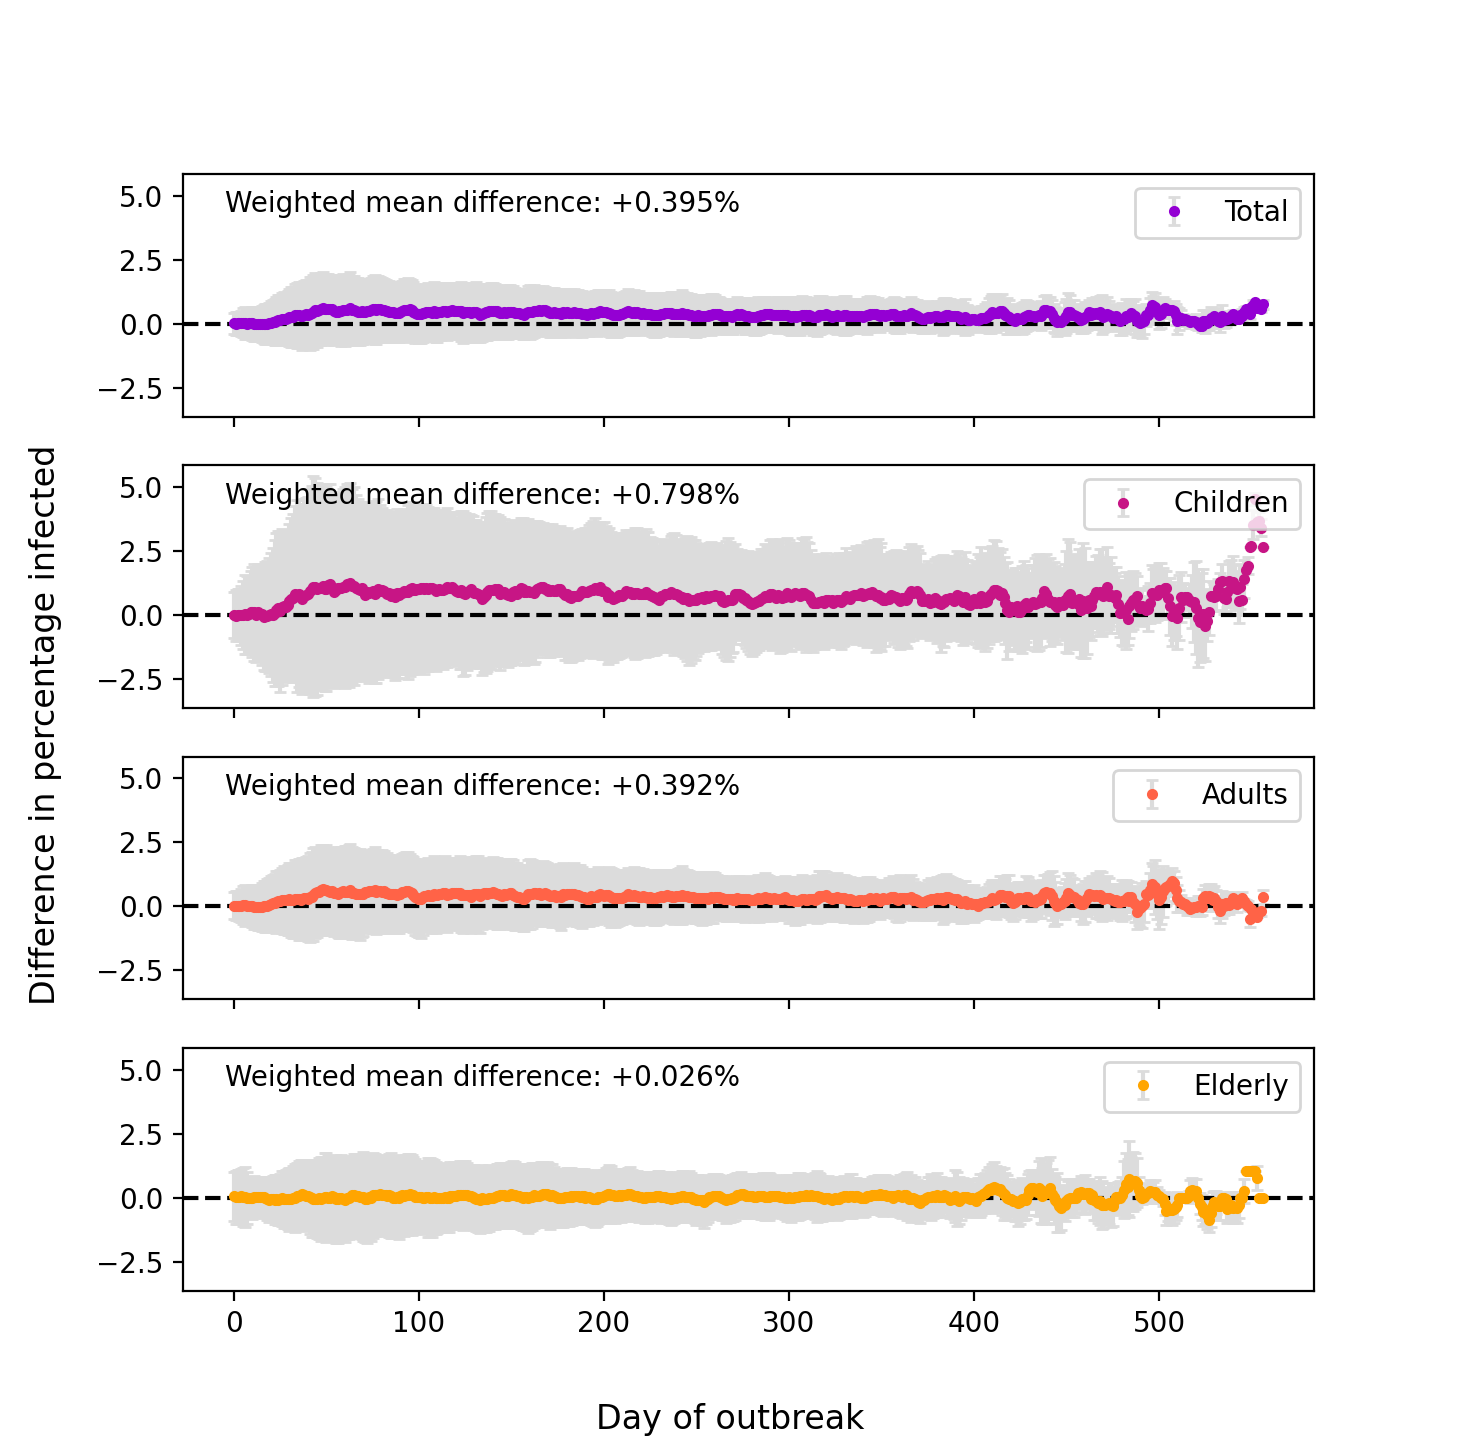 Weighted mean difference: +0.395%
Total
5.0
2.5
0.0
−2.5
Weighted mean difference: +0.798%
Children
5.0
2.5
0.0
−2.5
Difference in percentage infected
Weighted mean difference: +0.392%
Adults
5.0
2.5
0.0
−2.5
Weighted mean difference: +0.026%
Elderly
5.0
2.5
0.0
−2.5
0 100 200 300 400 500
Day of outbreak